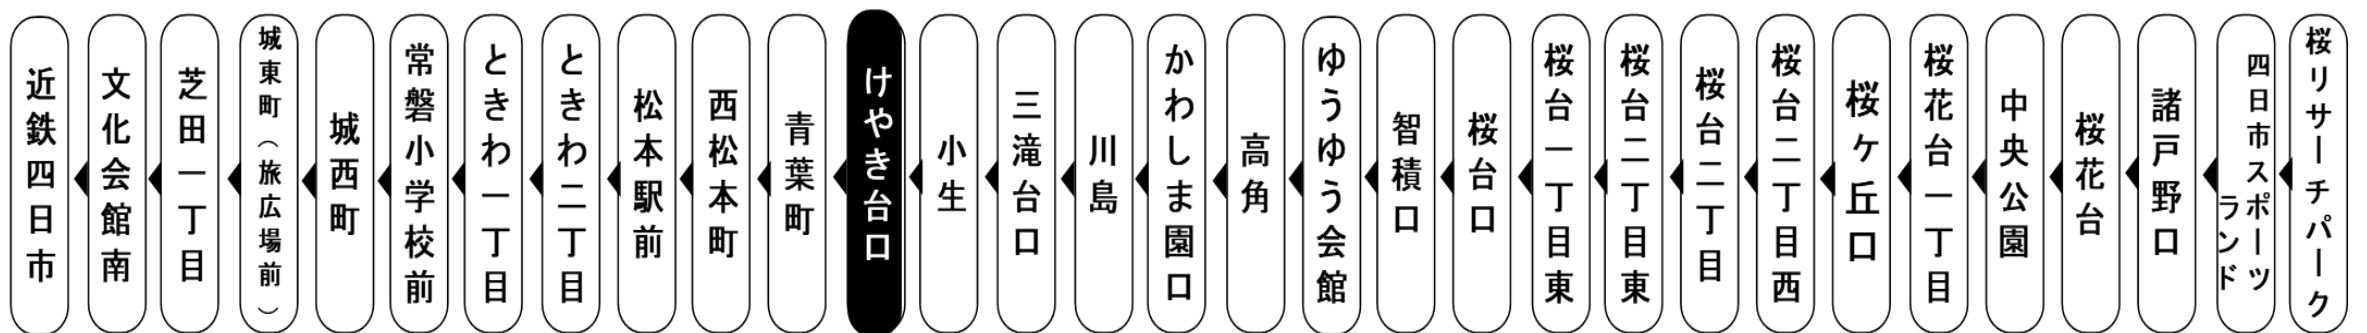 桜リサーチパーク
四日市スポーツ
ランド
諸戸野口
桜花台
中央公園
桜花台一丁目
桜ヶ丘口
桜台二丁目西
桜台二丁目
桜台二丁目東
桜台一丁目東
桜台口
智積口
ゆうゆう会館
高角
かわしま園口
川島
三滝台口
小生
けやき台口
青葉町
西松本町
松本駅前
ときわ二丁目
ときわ一丁目
常磐小学校前
城西町
城東町（旅広場前）
芝田一丁目
文化会館南
近鉄四日市